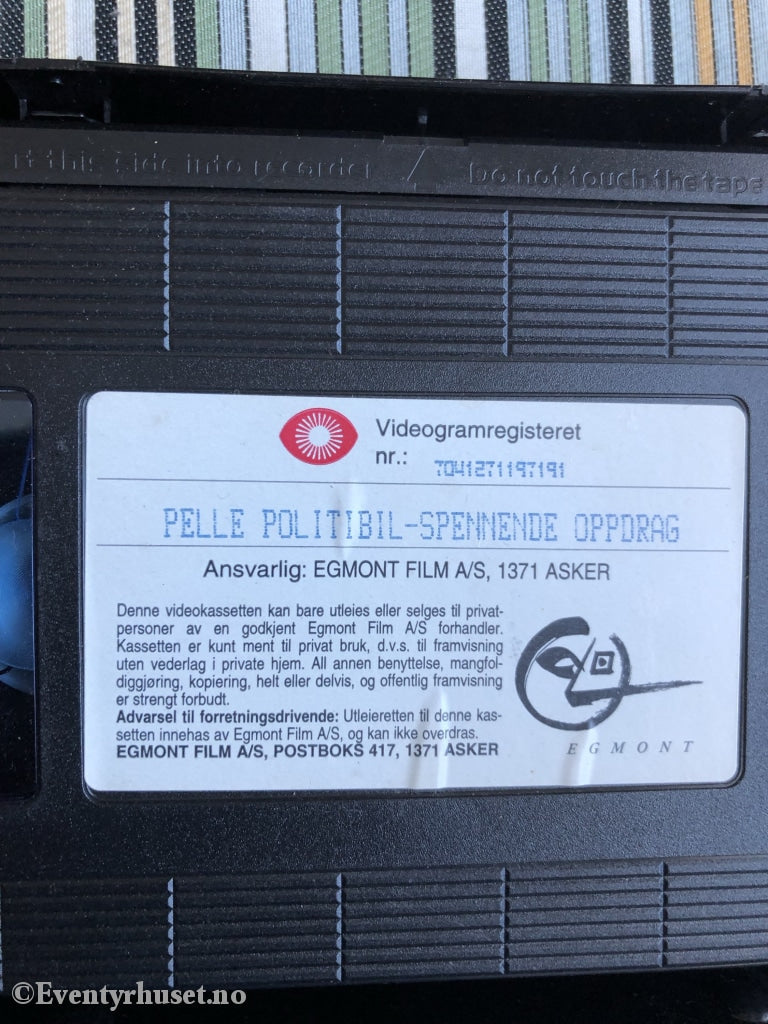 this side into recorder / Do not touch the tape
Videogramregisteret
nr.: 7041271197191
PELLE POLITIBIL-SPENNENDE OPPDRAG
Ansvarlig: EGMONT FILM A/S, 1371 ASKER
Denne videokassetten kan bare utleies eller selges til privat-
personer av en godkjent Egmont Film A/S forhandler.
Kassetten er kunt ment til privat bruk, d.v.s. til framvisning
uten vederlag i private hjem. All annen benyttelse, mangfol-
diggjøring, kopiering, helt eller delvis, og offentlig framvisning
er strengt forbudt.
Advarsel til forretningsdrivende: Utleieretten til denne kas-
setten innehas av Egmont Film A/S, og kan ikke overdras.
EGMONT FILM A/S, POSTBOKS 417, 1371 ASKER
EGMONT
©Eventyrhuset.no